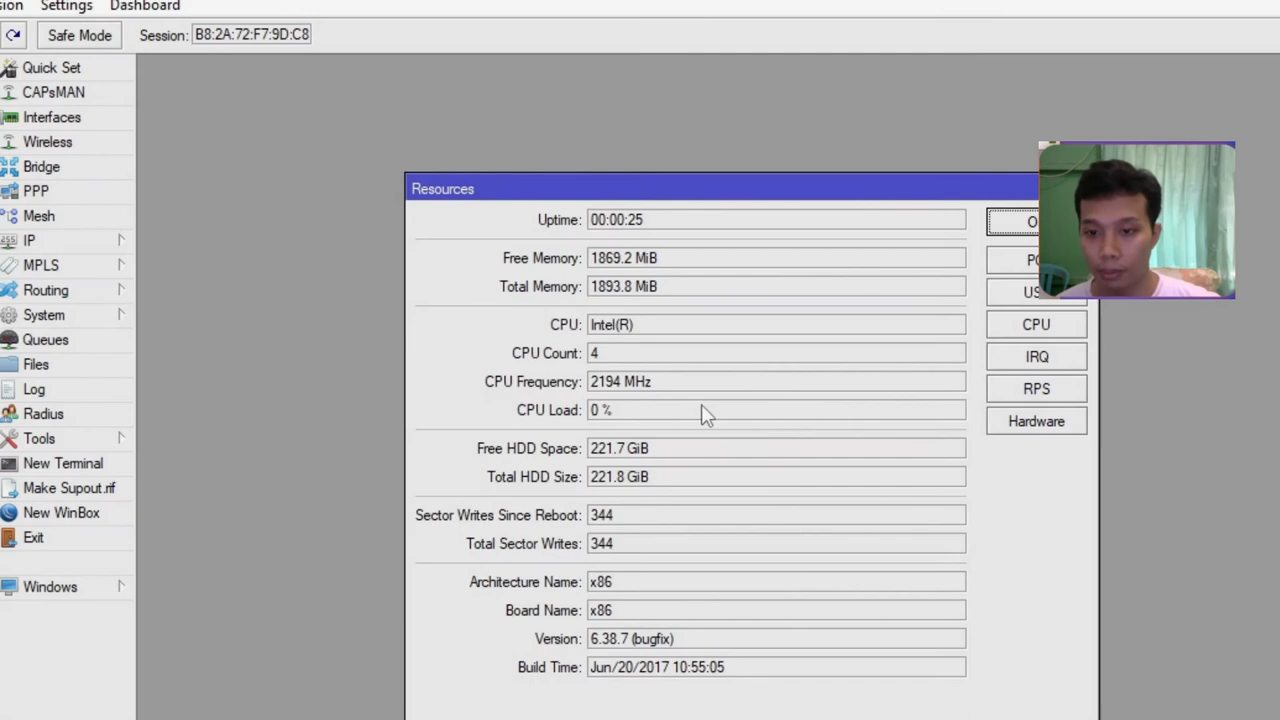 Settings
Dashboard
Safe Mode
Session:
B8:2A:72:F7:9D:C8
Quick Set
CAPsMAN
Interfaces
Wireless
Bridge
PPP
Mesh
IP
MPLS
Routing
System
Queues
Files
Log
Radius
Tools
New Terminal
Make Supout.rif
New WinBox
Exit
Windows
Resources
Uptime: 00:00:25
Free Memory: 1869.2 MiB
Total Memory: 1893.8 MiB
CPU: Intel(R)
CPU Count: 4
CPU Frequency: 2194 MHz
CPU Load: 0 %
Free HDD Space: 221.7 GiB
Total HDD Size: 221.8 GiB
Sector Writes Since Reboot: 344
Total Sector Writes: 344
Architecture Name: x86
Board Name: x86
Version: 6.38.7 (bugfix)
Build Time: Jun/20/2017 10:55:05
CPU
IRQ
RPS
Hardware